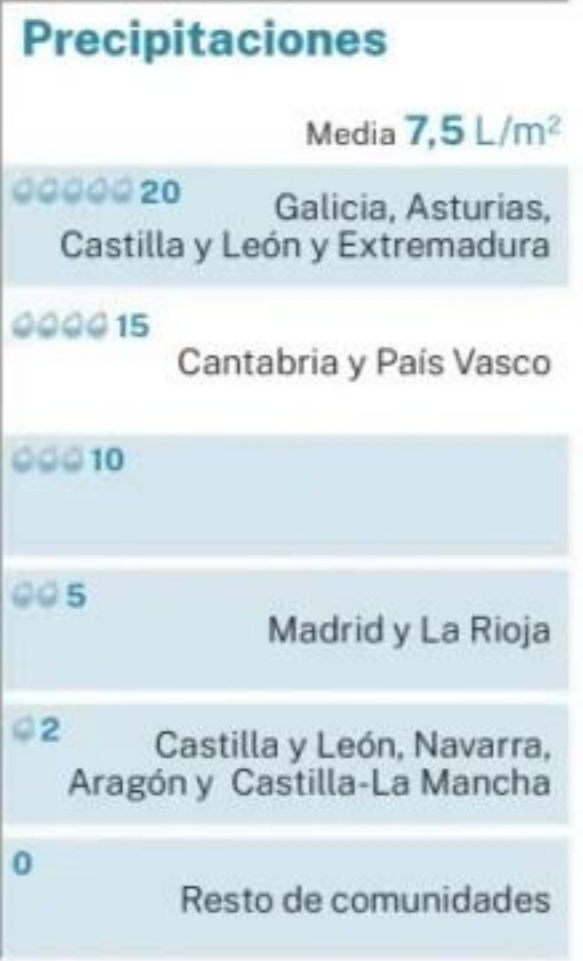 Precipitaciones
Media 7,5 L/m²
20
Galicia, Asturias,
Castilla y León y Extremadura
15
Cantabria y País Vasco
10
5
Madrid y La Rioja
2
Castilla y León, Navarra,
Aragón y Castilla-La Mancha
0
Resto de comunidades